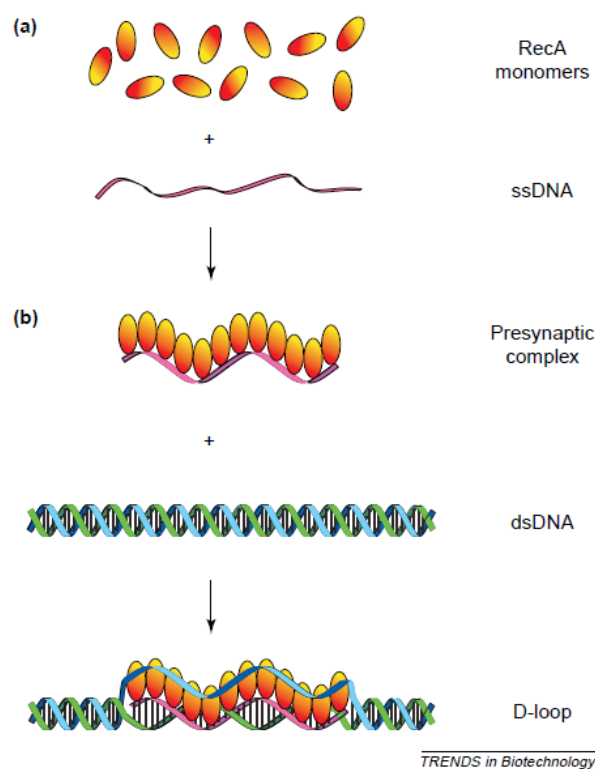 (a)
RecA
monomers
+
ssDNA
(b)
Presynaptic
complex
+
dsDNA
D-loop
TRENDS in Biotechnology